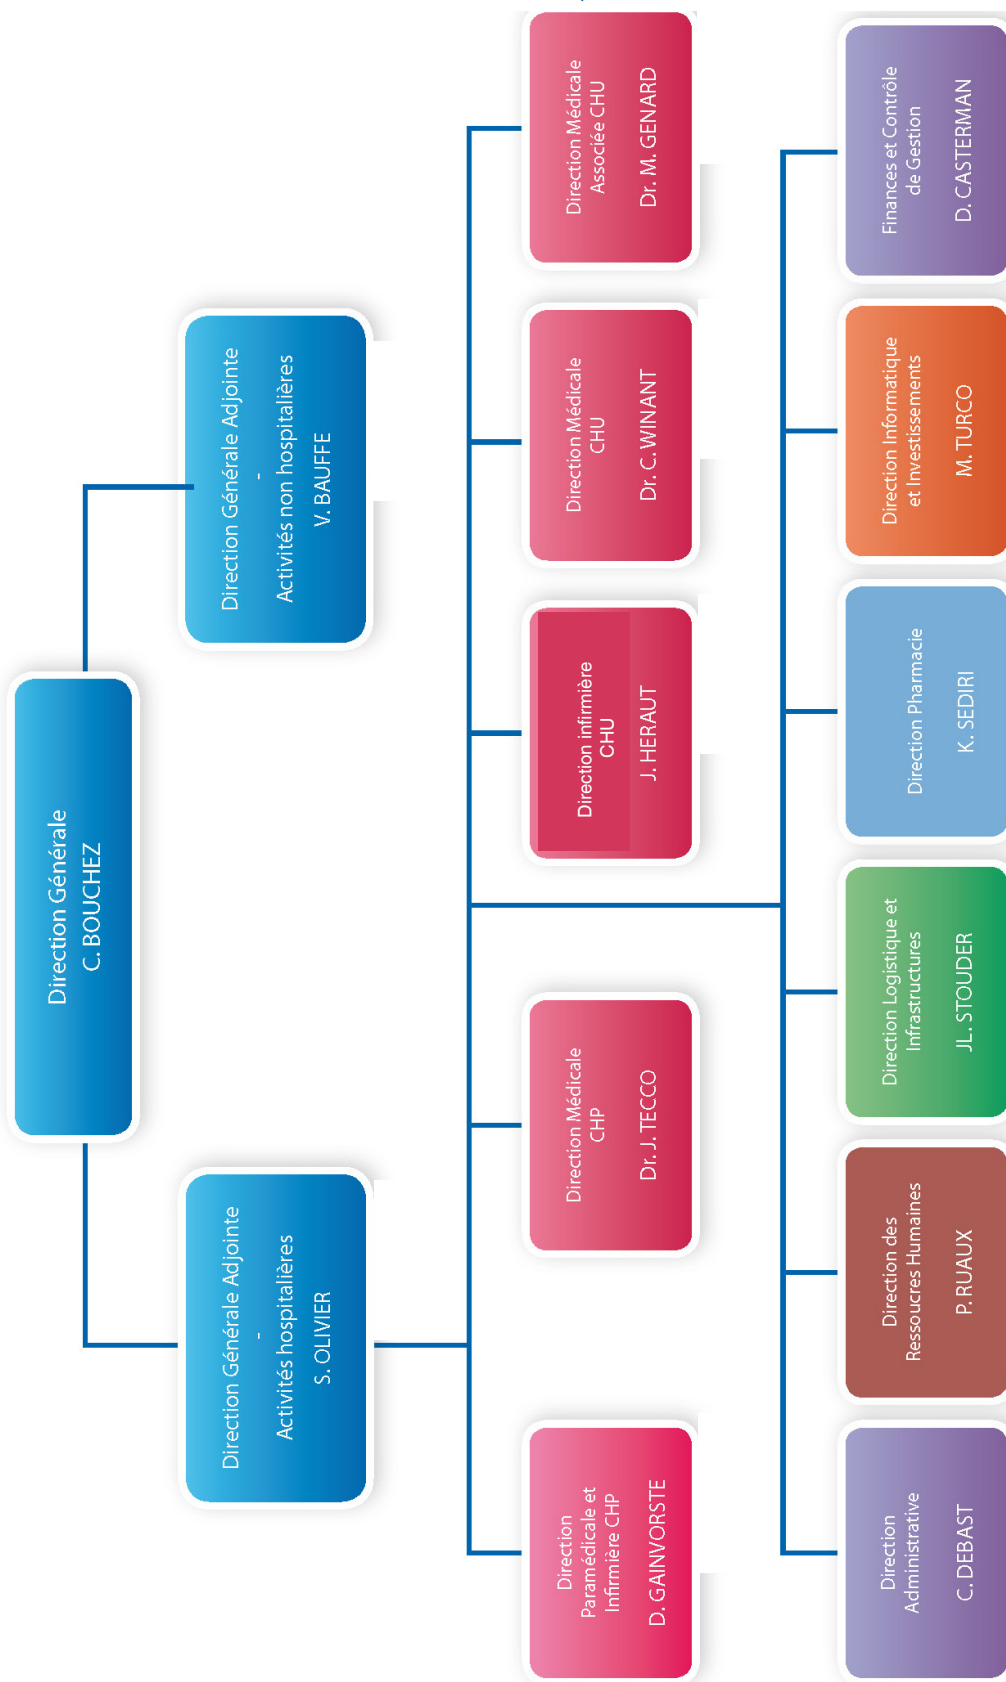 Direction Générale
C. BOUCHEZ
Direction Générale Adjointe
-
Activités hospitalières
S. OLIVIER
Direction Générale Adjointe
-
Activités non hospitalières
V. BAUFFE
Direction
Paramédicale et
Infirmière CHP
D. GAINVORSTE
Direction Médicale
CHP
Dr. J. TECCO
Direction infirmière
CHU
J. HERAUT
Direction Médicale
CHU
Dr. C. WINANT
Direction Médicale
Associée CHU
Dr. M. GENARD
Direction
Administrative
C. DEBAST
Direction des
Ressoucres Humaines
P. RUAUX
Direction Logistique et
Infrastructures
JL. STOUDER
Direction Pharmacie
K. SEDIRI
Direction Informatique
et Investissements
M. TURCO
Finances et Contrôle
de Gestion
D. CASTERMAN